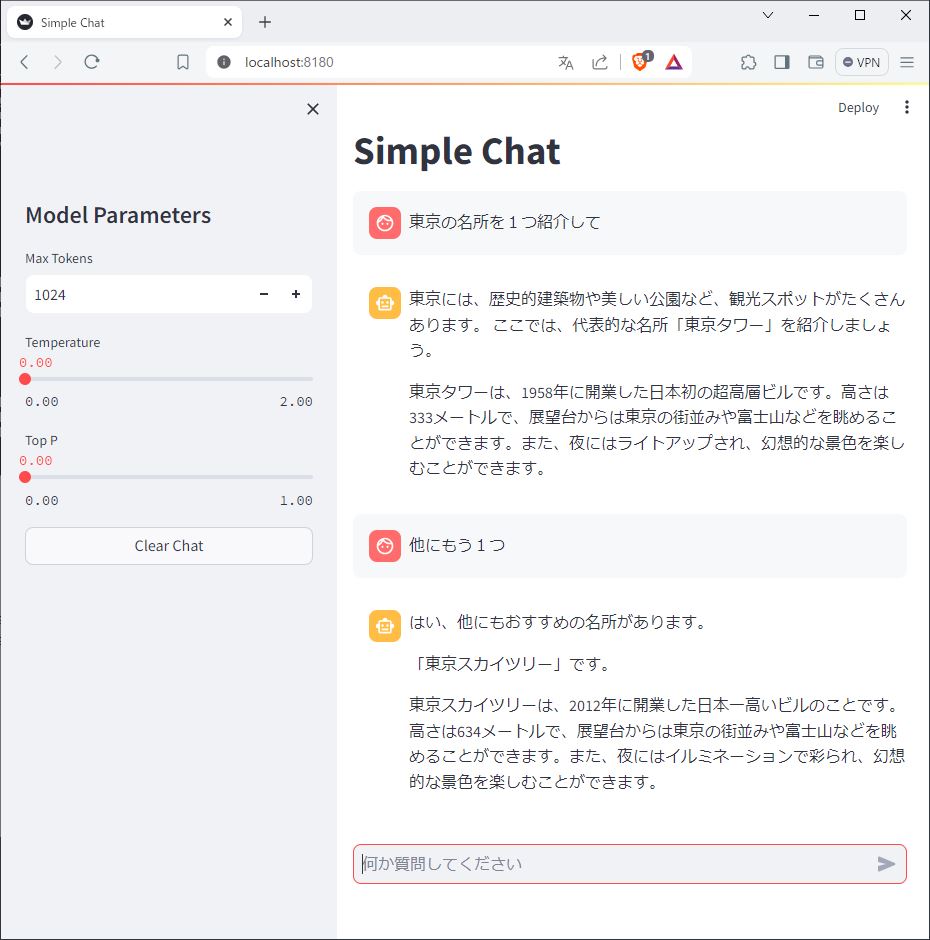 Simple Chat
localhost:8180
1
VPN
Deploy
Model Parameters
Max Tokens
1024
Temperature
0.00
0.00 2.00
Top P
0.00
0.00 1.00
Clear Chat
Simple Chat
東京の名所を１つ紹介して
東京には、歴史的建築物や美しい公園など、観光スポットがたくさん
あります。 ここでは、代表的な名所「東京タワー」を紹介しましょ
う。
東京タワーは、1958年に開業した日本初の超高層ビルです。高さは
333メートルで、展望台からは東京の街並みや富士山などを眺めるこ
とができます。また、夜にはライトアップされ、幻想的な景色を楽し
むことができます。
他にもう１つ
はい、他にもおすすめの名所があります。
「東京スカイツリー」です。
東京スカイツリーは、2012年に開業した日本一高いビルのことです。
高さは634メートルで、展望台からは東京の街並みや富士山などを眺
めることができます。また、夜にはイルミネーションで彩られ、幻想
的な景色を楽しむことができます。
何か質問してください